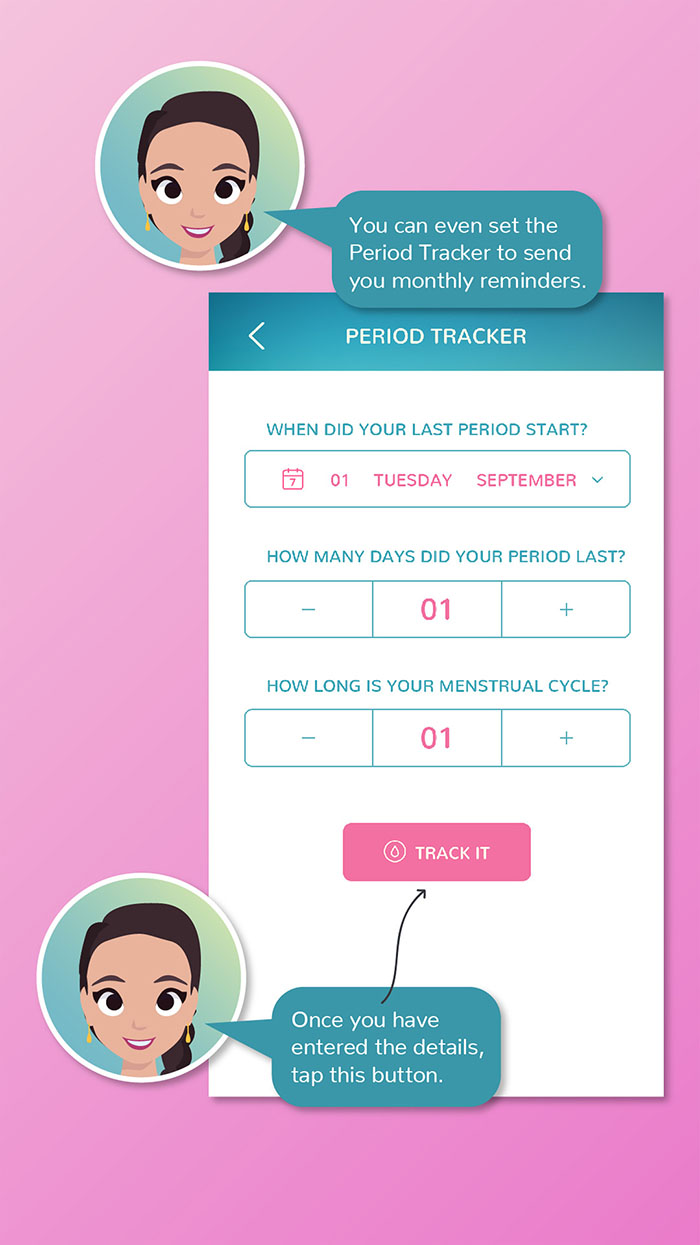 You can even set the
Period Tracker to send
you monthly reminders.
PERIOD TRACKER
WHEN DID YOUR LAST PERIOD START?
7 01 TUESDAY SEPTEMBER
HOW MANY DAYS DID YOUR PERIOD LAST?
− 01 +
HOW LONG IS YOUR MENSTRUAL CYCLE?
− 01 +
TRACK IT
Once you have
entered the details,
tap this button.